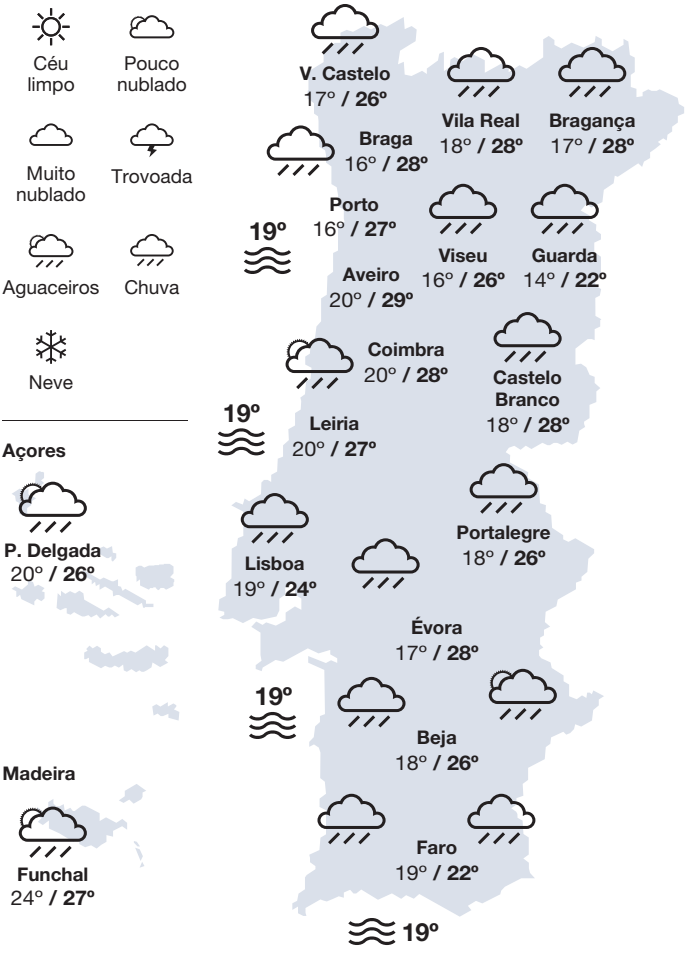 Céu
limpo
Pouco
nublado
Muito
nublado
Trovoada
Aguaceiros
Chuva
Neve
Açores
P. Delgada
20º / 26º
Madeira
Funchal
24º / 27º
V. Castelo
17º / 26º
Vila Real
18º / 28º
Bragança
17º / 28º
Braga
16º / 28º
Porto
16º / 27º
19º
Viseu
16º / 26º
Guarda
14º / 22º
Aveiro
20º / 29º
Coimbra
20º / 28º
Castelo
Branco
18º / 28º
19º
Leiria
20º / 27º
Portalegre
18º / 26º
Lisboa
19º / 24º
Évora
17º / 28º
19º
Beja
18º / 26º
Faro
19º / 22º
19º